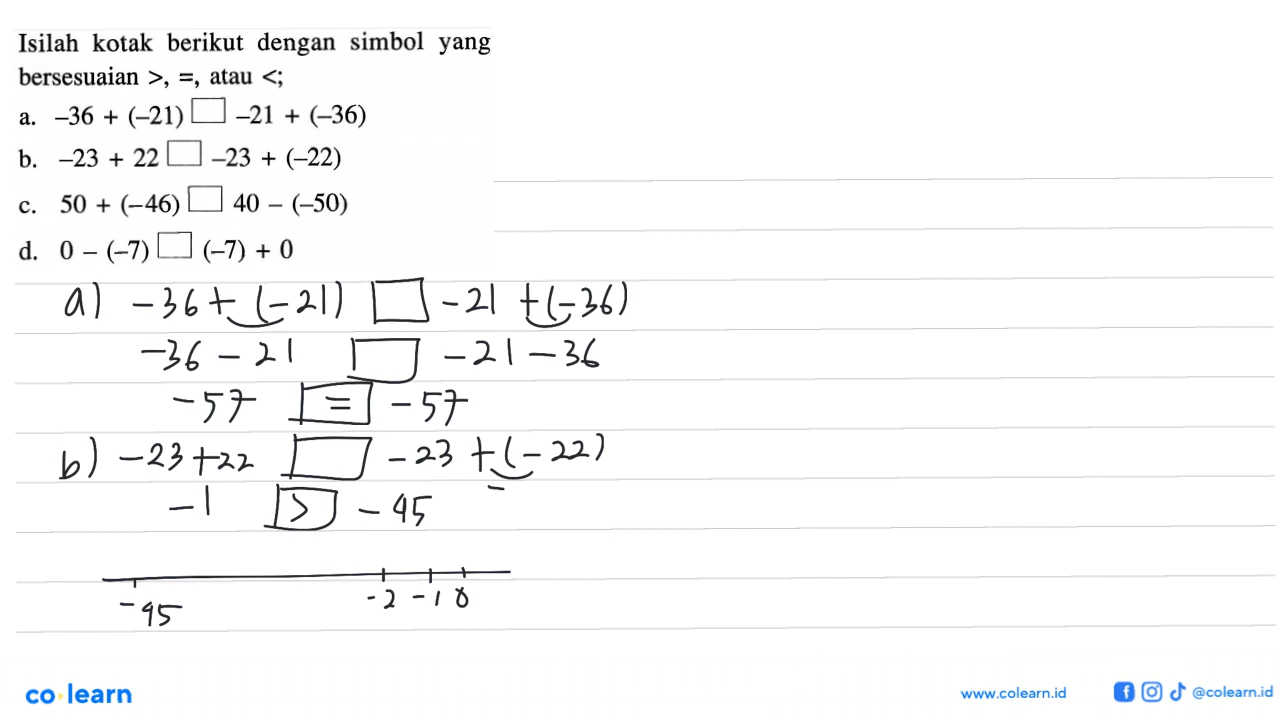 Isilah kotak berikut dengan simbol yang
bersesuaian >, =, atau <;
a. –36 + (–21) □ –21 + (–36)
b. –23 + 22 □ –23 + (–22)
c. 50 + (–46) □ 40 – (–50)
d. 0 – (–7) □ (–7) + 0
a) -36 + (-21) □ -21 + (-36)
-36 - 21 □ -21 - 36
-57 = -57
b) -23 + 22 □ -23 + (-22)
-
-1 > -45
-45 -2 -1 0
co learn
www.colearn.id @colearn.id